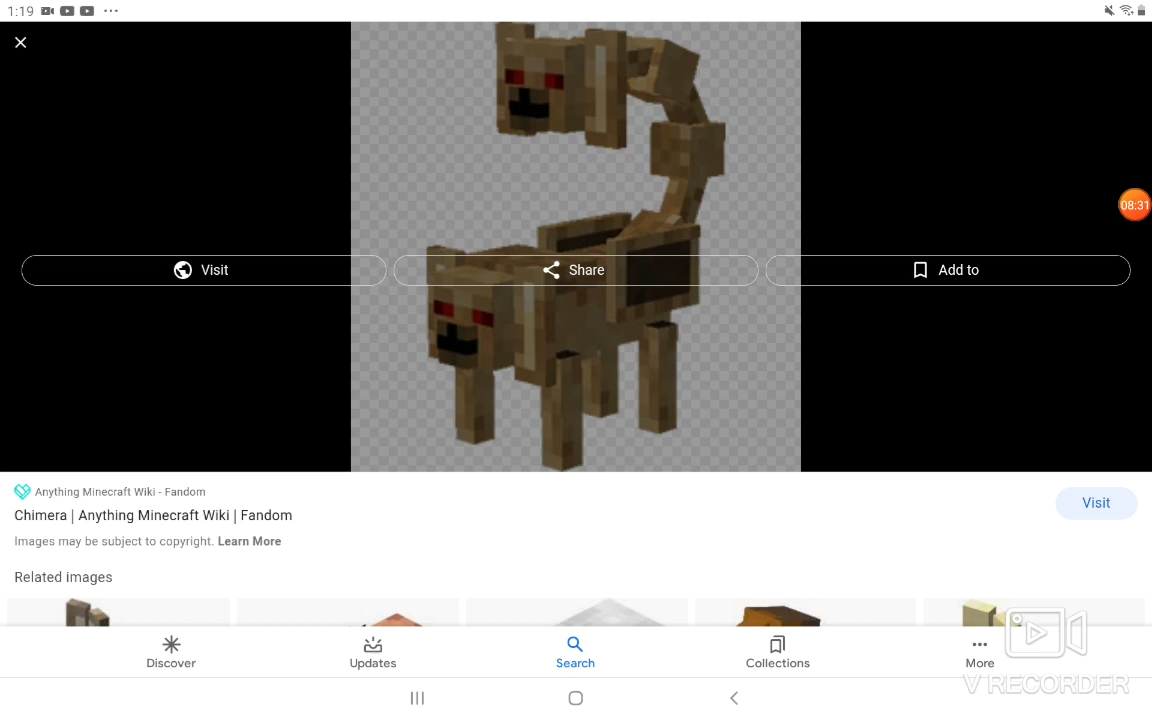 1:19
08:31
Visit
Share
Add to
Anything Minecraft Wiki - Fandom
Chimera | Anything Minecraft Wiki | Fandom
Visit
Images may be subject to copyright. Learn More
Related images
Discover
Updates
Search
Collections
More
V RECORDER